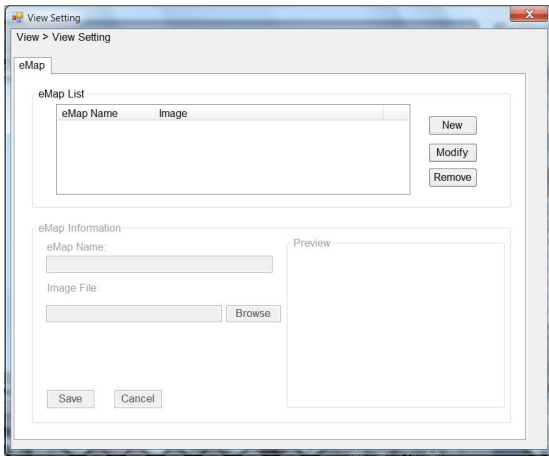 View Setting
View > View Setting
eMap
eMap List
eMap Name Image
New
Modify
Remove
eMap Information
eMap Name:
Preview
Image File:
Browse
Save Cancel